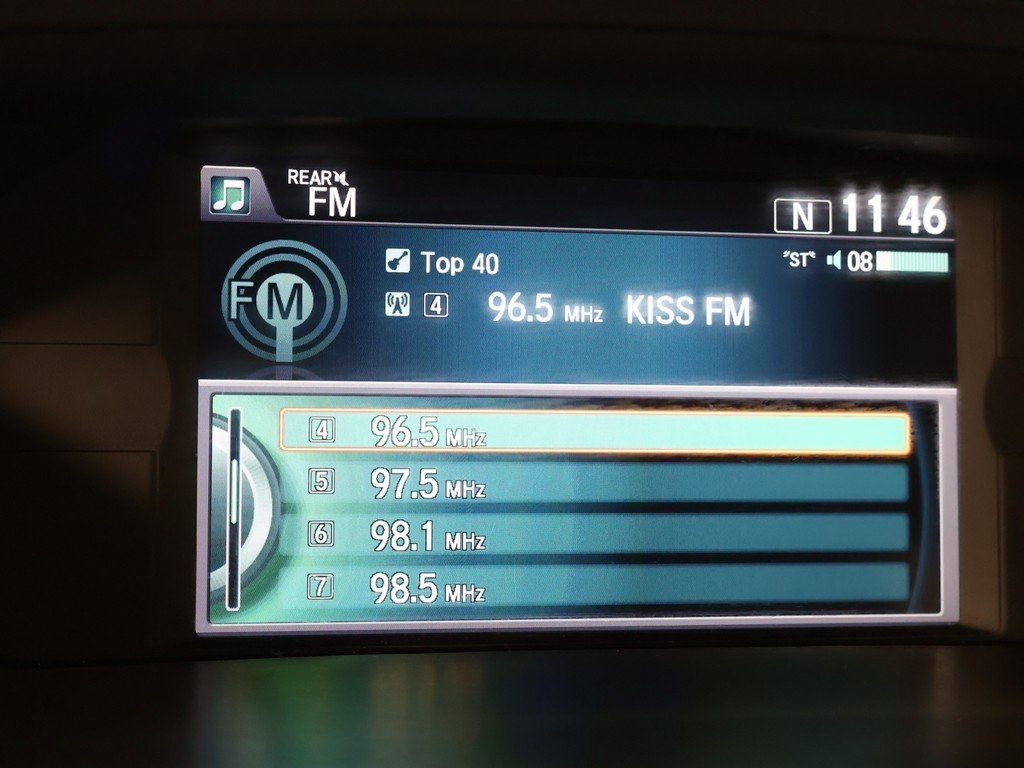 REAR
FM
N 11 46
FM
Top 40
"ST" 08
4 96.5 MHz KISS FM
4 96.5 MHz
5 97.5 MHz
6 98.1 MHz
7 98.5 MHz